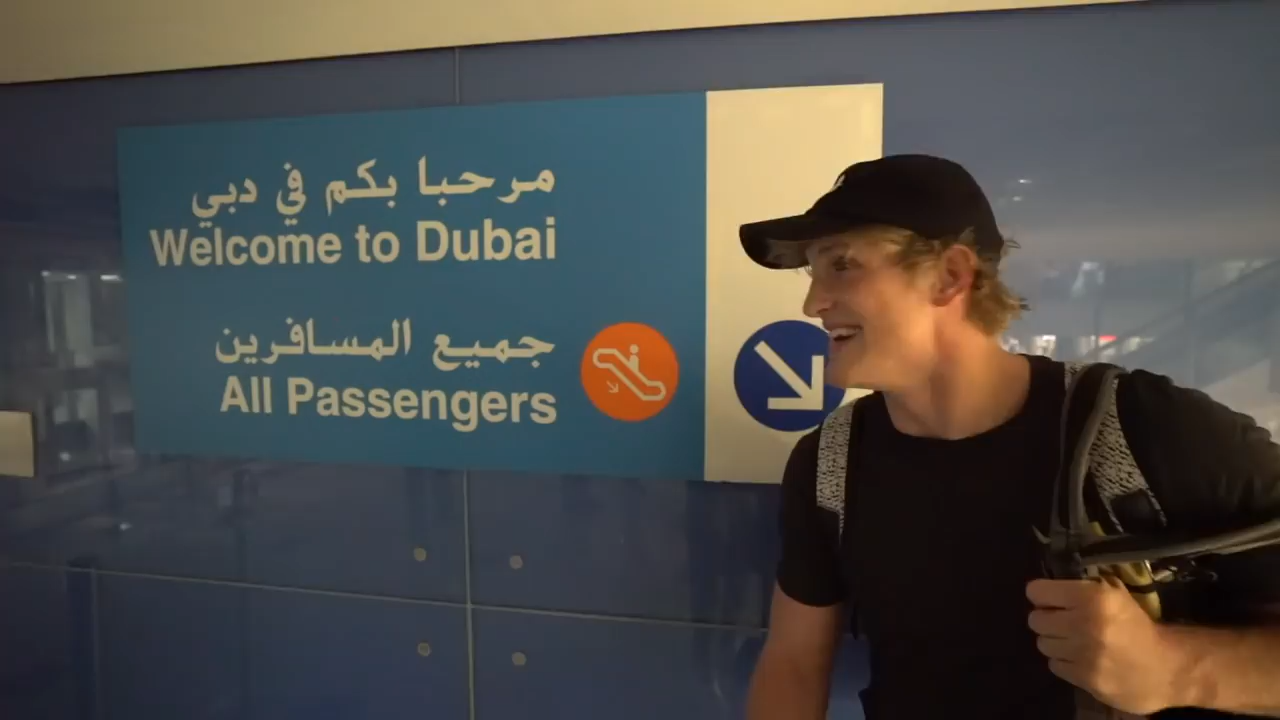 مرحبا بكم في دبي
Welcome to Dubai
جميع المسافرين
All Passengers